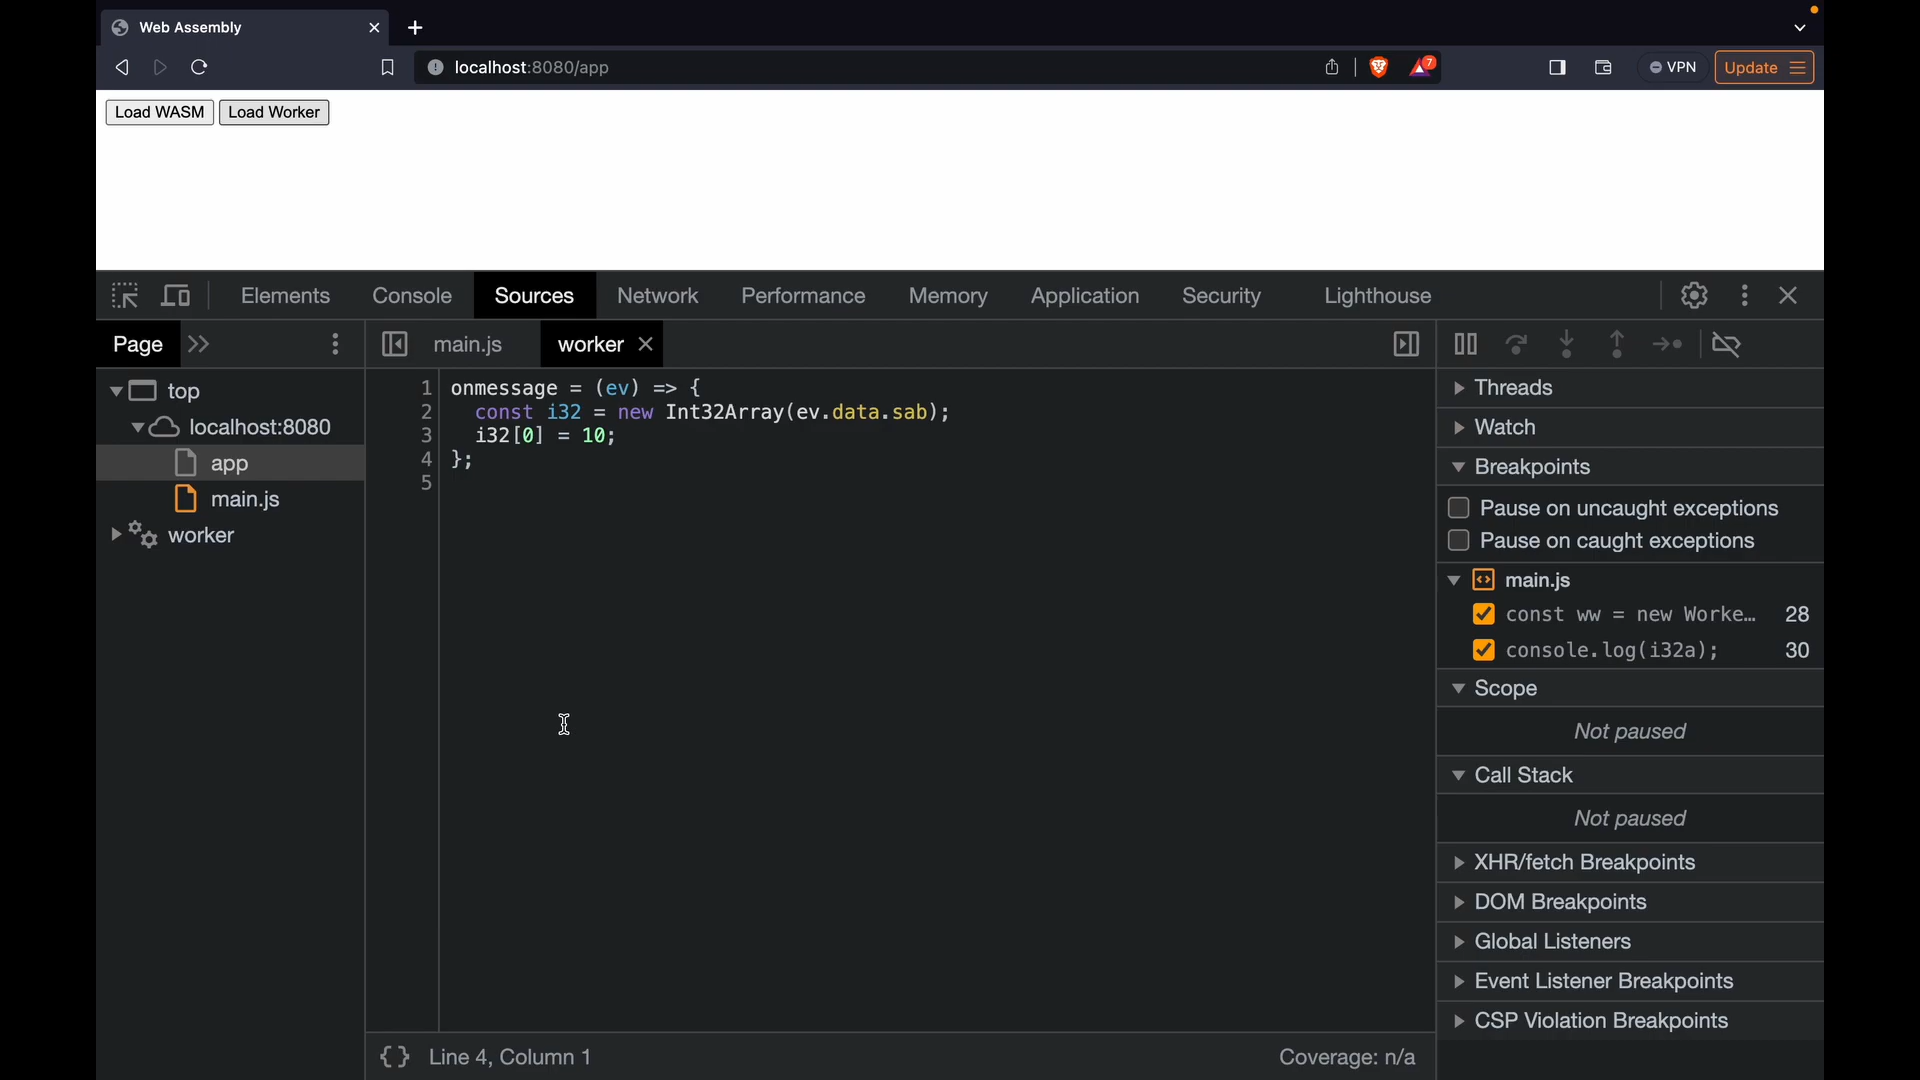 Web Assembly
localhost:8080/app
7
VPN
Update
Load WASM
Load Worker
Elements
Console
Sources
Network
Performance
Memory
Application
Security
Lighthouse
Page
main.js
worker
top
localhost:8080
app
main.js
worker
1 onmessage = (ev) => {
2 const i32 = new Int32Array(ev.data.sab);
3 i32[0] = 10;
4 };
5
{} Line 4, Column 1
Coverage: n/a
Threads
Watch
Breakpoints
Pause on uncaught exceptions
Pause on caught exceptions
main.js
const ww = new Worke… 28
console.log(i32a); 30
Scope
Not paused
Call Stack
Not paused
XHR/fetch Breakpoints
DOM Breakpoints
Global Listeners
Event Listener Breakpoints
CSP Violation Breakpoints